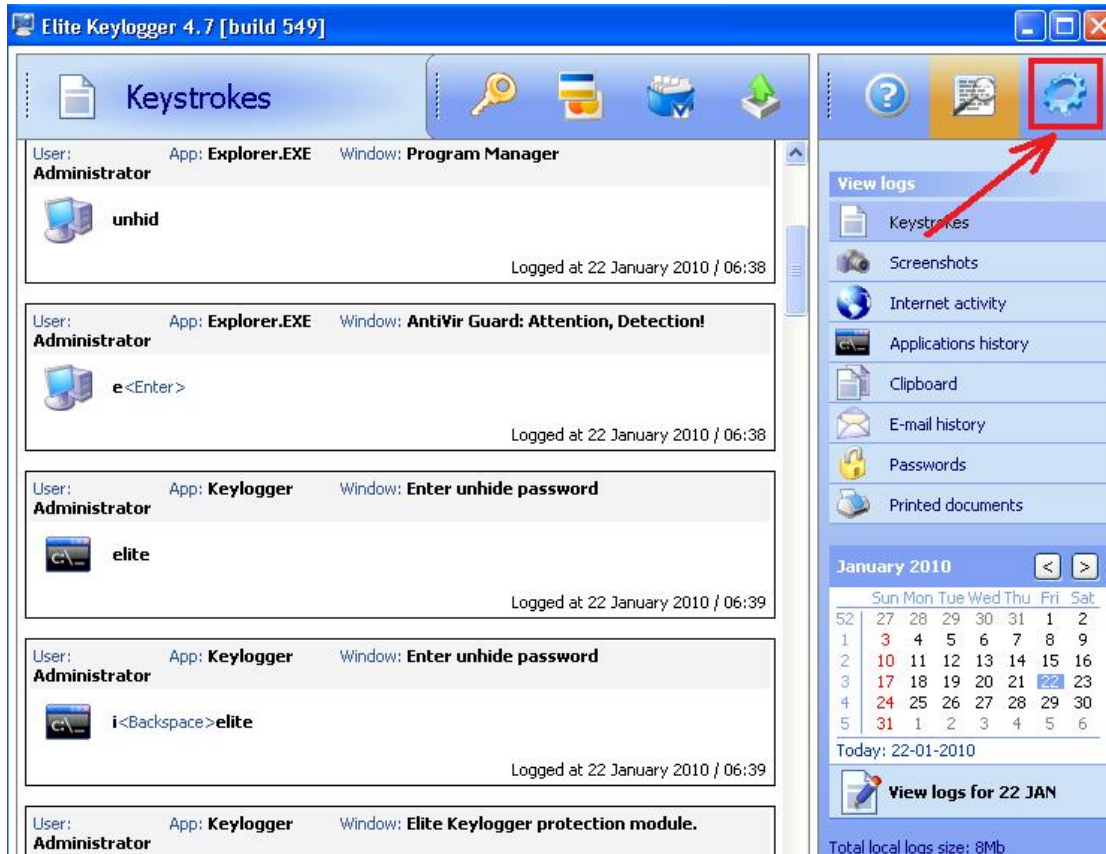 Elite Keylogger 4.7 [build 549]
Keystrokes
User: Administrator App: Explorer.EXE Window: Program Manager
unhid
Logged at 22 January 2010 / 06:38
User: Administrator App: Explorer.EXE Window: AntiVir Guard: Attention, Detection!
e<Enter>
Logged at 22 January 2010 / 06:38
User: Administrator App: Keylogger Window: Enter unhide password
elite
Logged at 22 January 2010 / 06:39
User: Administrator App: Keylogger Window: Enter unhide password
i<Backspace>elite
Logged at 22 January 2010 / 06:39
User: Administrator App: Keylogger Window: Elite Keylogger protection module.
View logs
Keystrokes
Screenshots
Internet activity
Applications history
Clipboard
E-mail history
Passwords
Printed documents
January 2010 < >
Sun Mon Tue Wed Thu Fri Sat
52 27 28 29 30 31 1 2
1 3 4 5 6 7 8 9
2 10 11 12 13 14 15 16
3 17 18 19 20 21 22 23
4 24 25 26 27 28 29 30
5 31 1 2 3 4 5 6
Today: 22-01-2010
View logs for 22 JAN
Total local logs size: 8Mb